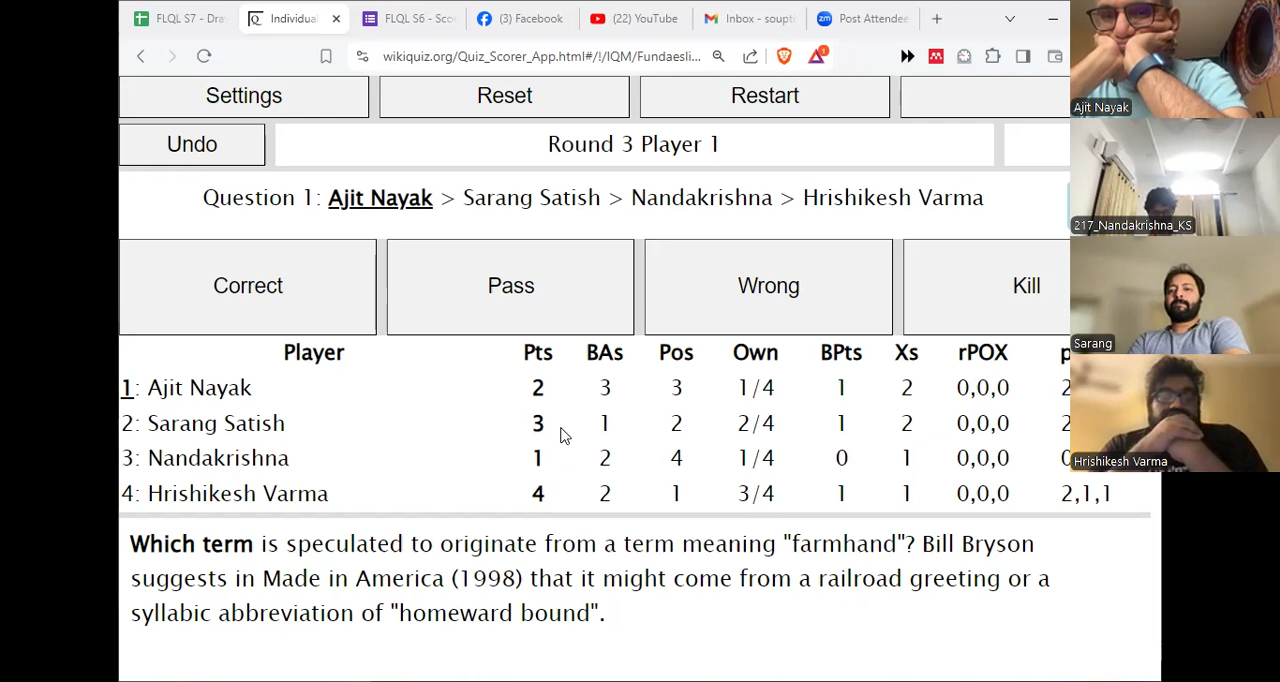 FLQL S7 - Dra
Individual
FLQL S6 - Sco
(3) Facebook
(22) YouTube
Inbox - soupti
Post Attendee
wikiquiz.org/Quiz_Scorer_App.html#/!/IQM/Fundaesli...
Settings Reset Restart
Undo Round 3 Player 1
Question 1: Ajit Nayak > Sarang Satish > Nandakrishna > Hrishikesh Varma
Correct Pass Wrong Kill
Player Pts BAs Pos Own BPts Xs rPOX p
1: Ajit Nayak 2 3 3 1/4 1 2 0,0,0 2
2: Sarang Satish 3 1 2 2/4 1 2 0,0,0 2
3: Nandakrishna 1 2 4 1/4 0 1 0,0,0 0
4: Hrishikesh Varma 4 2 1 3/4 1 1 0,0,0 2,1,1
Which term is speculated to originate from a term meaning "farmhand"? Bill Bryson
suggests in Made in America (1998) that it might come from a railroad greeting or a
syllabic abbreviation of "homeward bound".
Ajit Nayak
217_Nandakrishna_KS
Sarang
Hrishikesh Varma